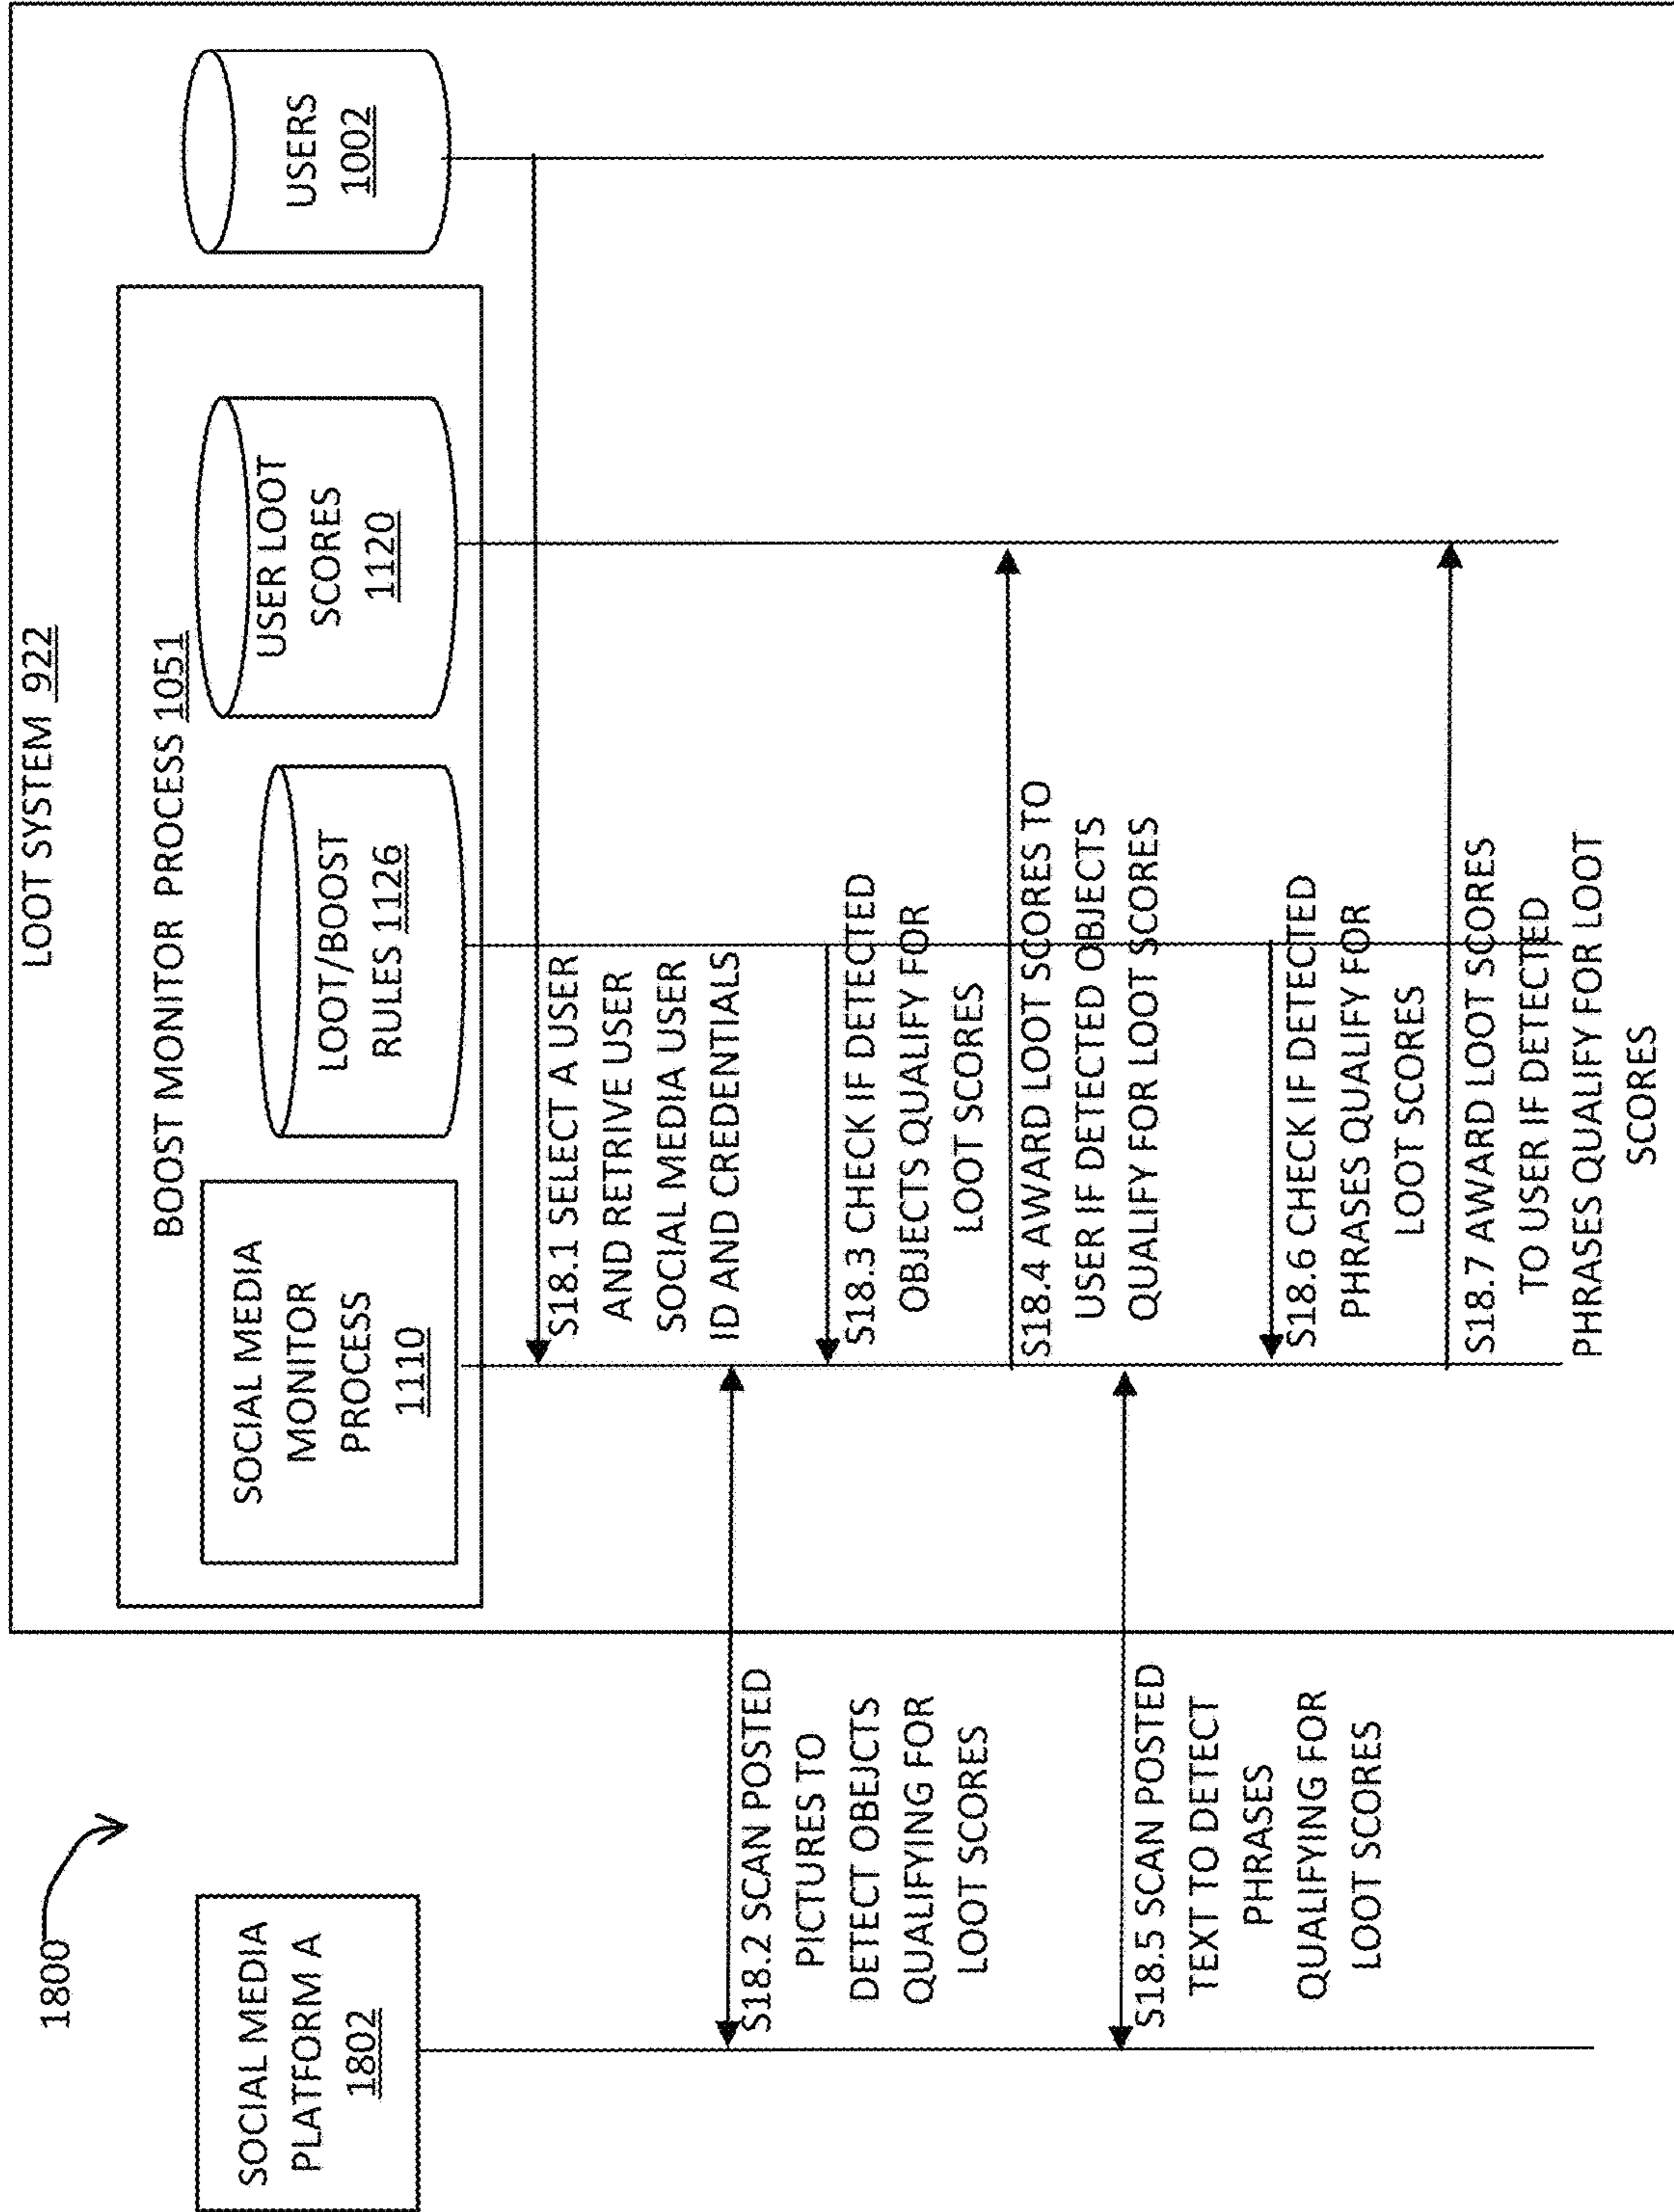 1800
LOOT SYSTEM 922
SOCIAL MEDIA
PLATFORM A
1802
BOOST MONITOR PROCESS 1051
SOCIAL MEDIA
MONITOR
PROCESS
1110
LOOT/BOOST
RULES 1126
USER LOOT
SCORES
1120
USERS
1002
S18.1 SELECT A USER
AND RETRIVE USER
SOCIAL MEDIA USER
ID AND CREDENTIALS
S18.2 SCAN POSTED
PICTURES TO
DETECT OBEJCTS
QUALIFYING FOR
LOOT SCORES
S18.3 CHECK IF DETECTED
OBJECTS QUALIFY FOR
LOOT SCORES
S18.4 AWARD LOOT SCORES TO
USER IF DETECTED OBJECTS
QUALIFY FOR LOOT SCORES
S18.5 SCAN POSTED
TEXT TO DETECT
PHRASES
QUALIFYING FOR
LOOT SCORES
S18.6 CHECK IF DETECTED
PHRASES QUALIFY FOR
LOOT SCORES
S18.7 AWARD LOOT SCORES
TO USER IF DETECTED
PHRASES QUALIFY FOR LOOT
SCORES